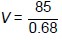 V = 85/0.68